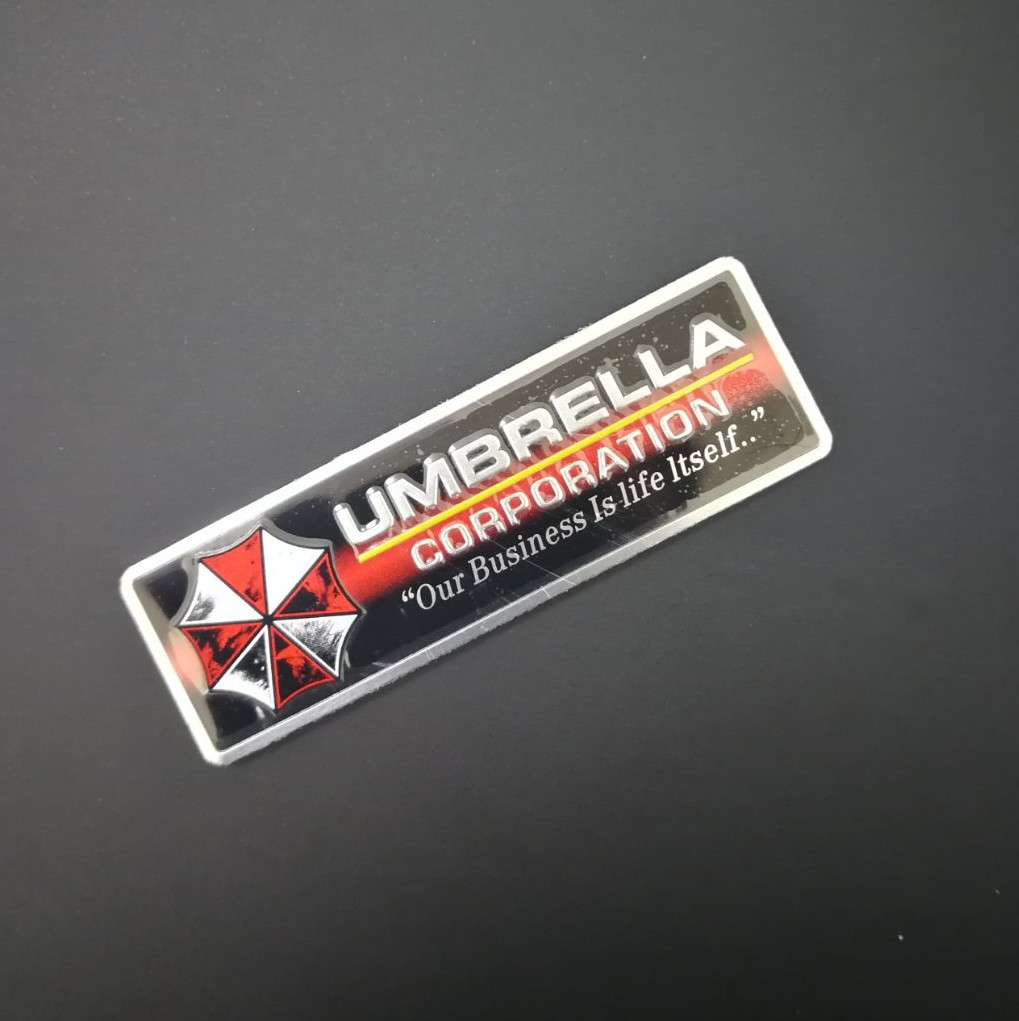 UMBRELLA
CORPORATION
“Our Business Is life Itself..”